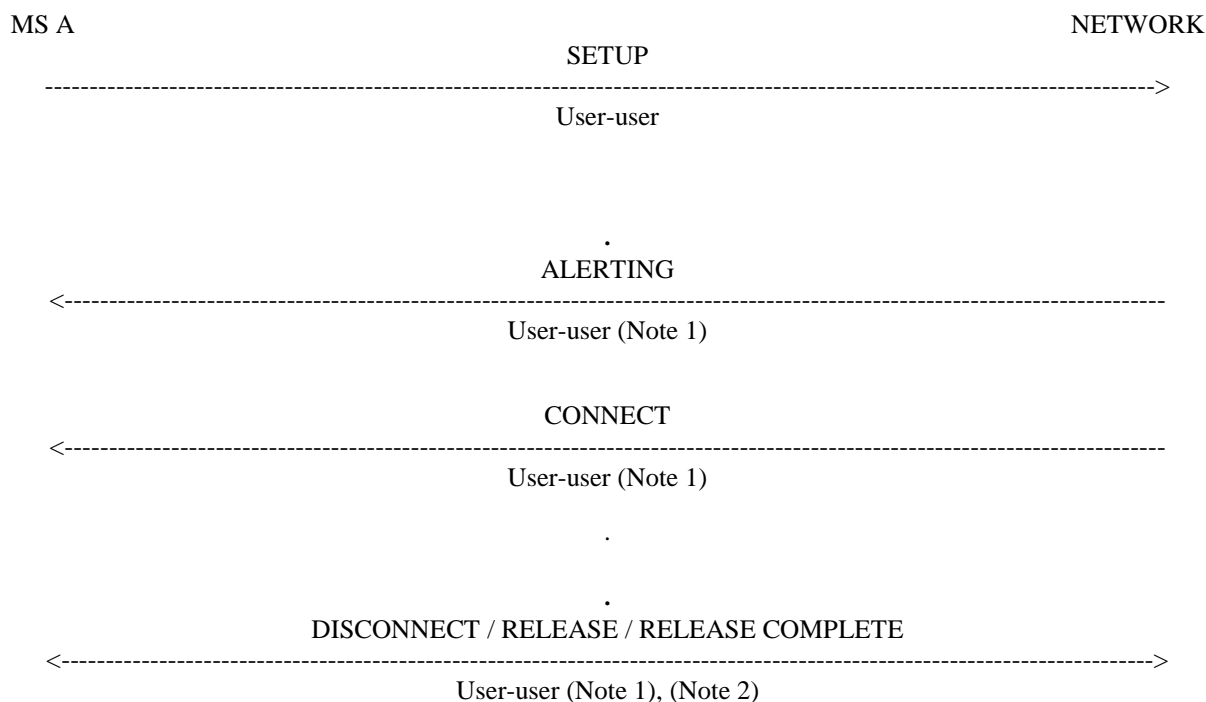 MS A NETWORK
SETUP
------------------------------------------------------------------------------------------------------------------------------>
User-user
.
ALERTING
<-----------------------------------------------------------------------------------------------------------------------------
User-user (Note 1)
CONNECT
<-----------------------------------------------------------------------------------------------------------------------------
User-user (Note 1)
.
.
DISCONNECT / RELEASE / RELEASE COMPLETE
<---------------------------------------------------------------------------------------------------------------------------->
User-user (Note 1), (Note 2)